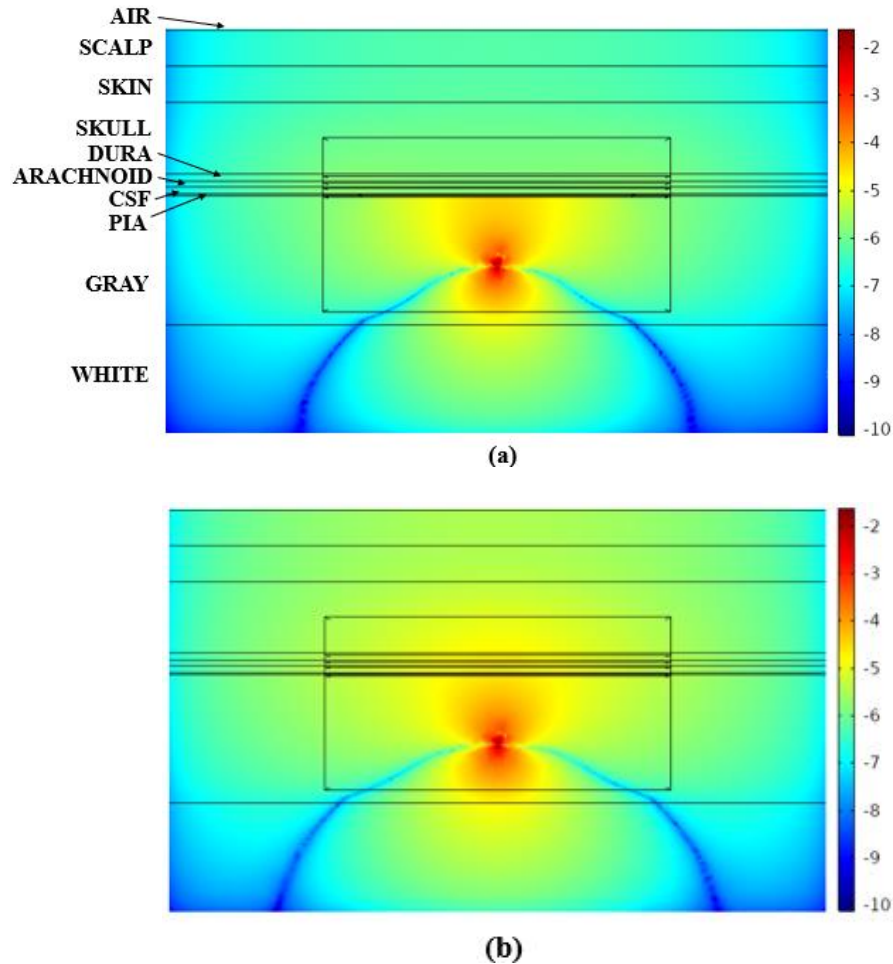 AIR
SCALP
SKIN
SKULL
DURA
ARACHNOID
CSF
PIA
GRAY
WHITE
-2
-3
-4
-5
-6
-7
-8
-9
-10
(a)
-2
-3
-4
-5
-6
-7
-8
-9
-10
(b)